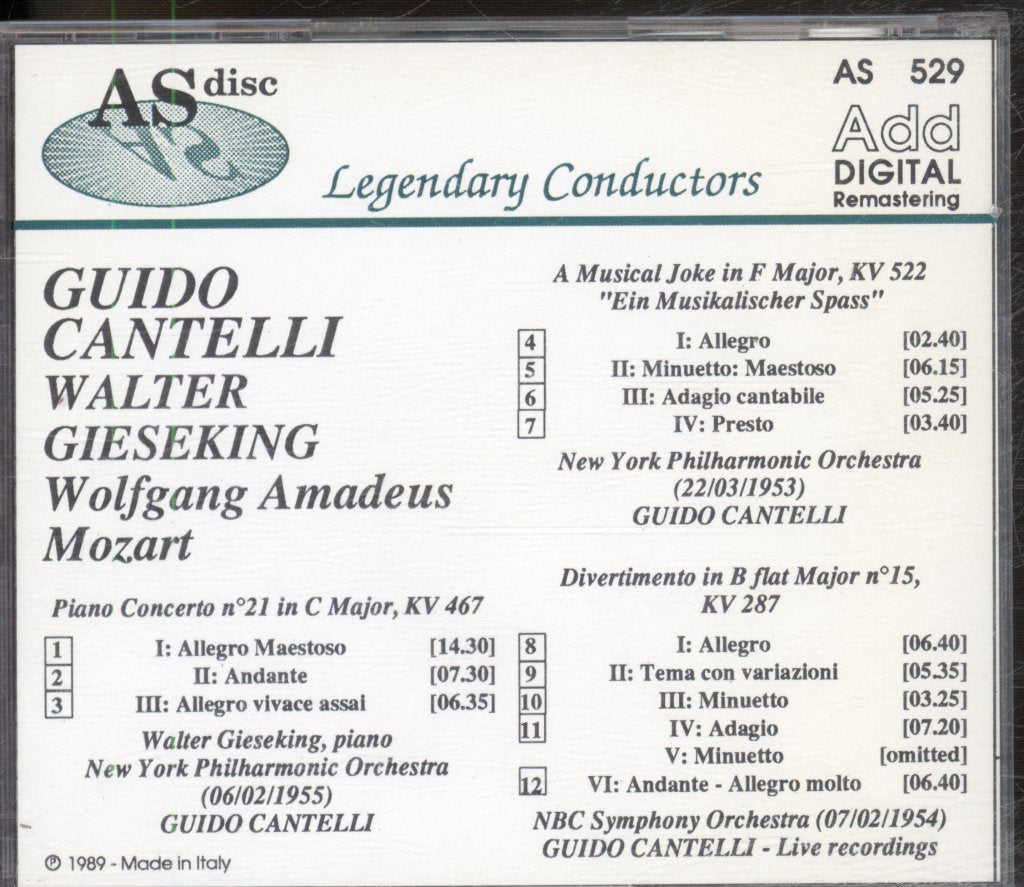 AS disc
AS 529
Add
DIGITAL
Remastering
Legendary Conductors
GUIDO
CANTELLI
WALTER
GIESEKING
Wolfgang Amadeus
Mozart
Piano Concerto n°21 in C Major, KV 467
1 I: Allegro Maestoso [14.30]
2 II: Andante [07.30]
3 III: Allegro vivace assai [06.35]
Walter Gieseking, piano
New York Philharmonic Orchestra
(06/02/1955)
GUIDO CANTELLI
℗ 1989 - Made in Italy
A Musical Joke in F Major, KV 522
"Ein Musikalischer Spass"
4 I: Allegro [02.40]
5 II: Minuetto: Maestoso [06.15]
6 III: Adagio cantabile [05.25]
7 IV: Presto [03.40]
New York Philharmonic Orchestra
(22/03/1953)
GUIDO CANTELLI
Divertimento in B flat Major n°15,
KV 287
8 I: Allegro [06.40]
9 II: Tema con variazioni [05.35]
10 III: Minuetto [03.25]
11 IV: Adagio [07.20]
V: Minuetto [omitted]
12 VI: Andante - Allegro molto [06.40]
NBC Symphony Orchestra (07/02/1954)
GUIDO CANTELLI - Live recordings